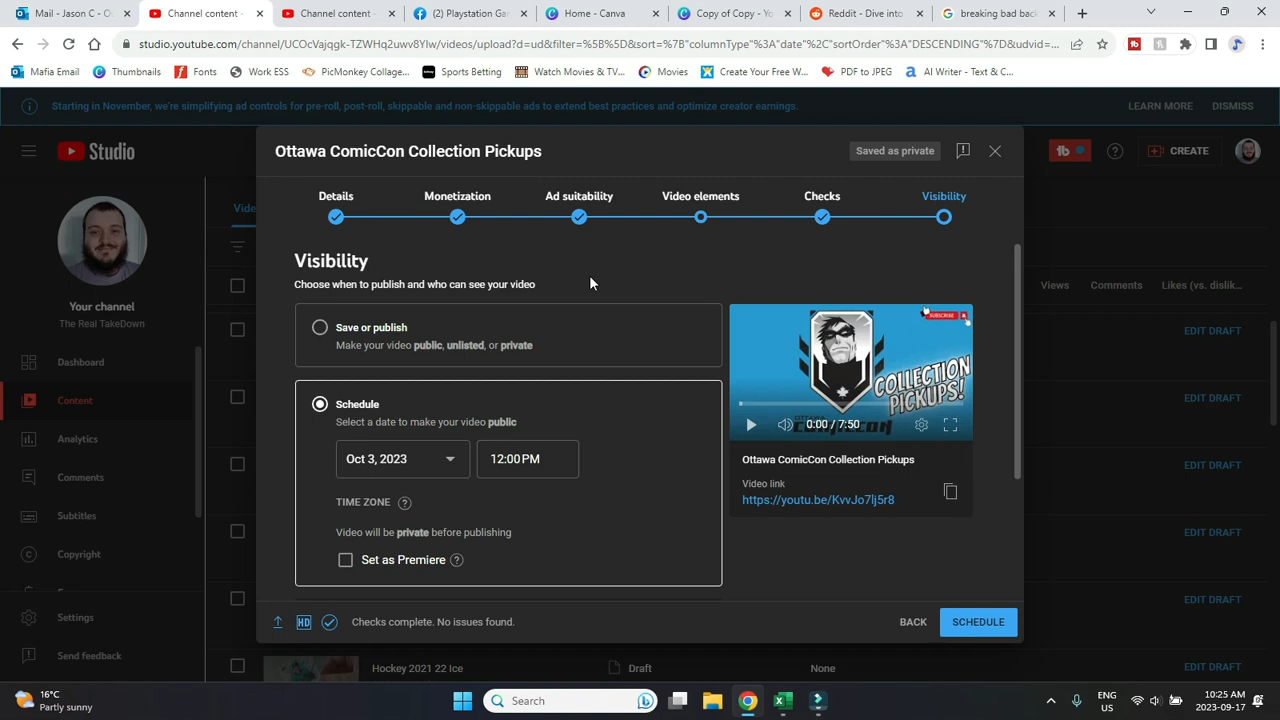 Mail - Jason C - O...
Channel content -
Channel content -
(2) Playstation Ga
Home - Canva
Copy of Copy - Yo
Reddit - Dive into
breaking bad back
studio.youtube.com/channel/UCOcVajqgk-TZWHq2uwv8YIw/videos/upload?d=ud&filter=%5B%5D&sort=%7B"columnType"%3A"date"%2C"sortOrder"%3A"DESCENDING"%7D&udvid=...
Mafia Email
Thumbnails
Fonts
Work ESS
PicMonkey Collage...
Sports Betting
Watch Movies & TV...
Movies
Create Your Free W...
PDF to JPEG
AI Writer - Text & C...
Starting in November, we're simplifying ad controls for pre-roll, post-roll, skippable and non-skippable ads to extend best practices and optimize creator earnings.
LEARN MORE
DISMISS
Studio
CREATE
Ottawa ComicCon Collection Pickups
Saved as private
Details
Monetization
Ad suitability
Video elements
Checks
Visibility
Your channel
The Real TakeDown
Dashboard
Content
Analytics
Comments
Subtitles
Copyright
Settings
Send feedback
Vide
Views
Comments
Likes (vs. dislik...
Visibility
Choose when to publish and who can see your video
Save or publish
Make your video public, unlisted, or private
Schedule
Select a date to make your video public
Oct 3, 2023
12:00 PM
TIME ZONE
Video will be private before publishing
Set as Premiere
SUBSCRIBE
COLLECTION
PICKUPS!
0:00 / 7:50
Ottawa ComicCon Collection Pickups
Video link
https://youtu.be/KvvJo7lj5r8
EDIT DRAFT
EDIT DRAFT
EDIT DRAFT
EDIT DRAFT
EDIT DRAFT
EDIT DRAFT
Checks complete. No issues found.
BACK
SCHEDULE
Hockey 2021 22 Ice
Draft
None
16°C
Partly sunny
Search
ENG
US
10:25 AM
2023-09-17